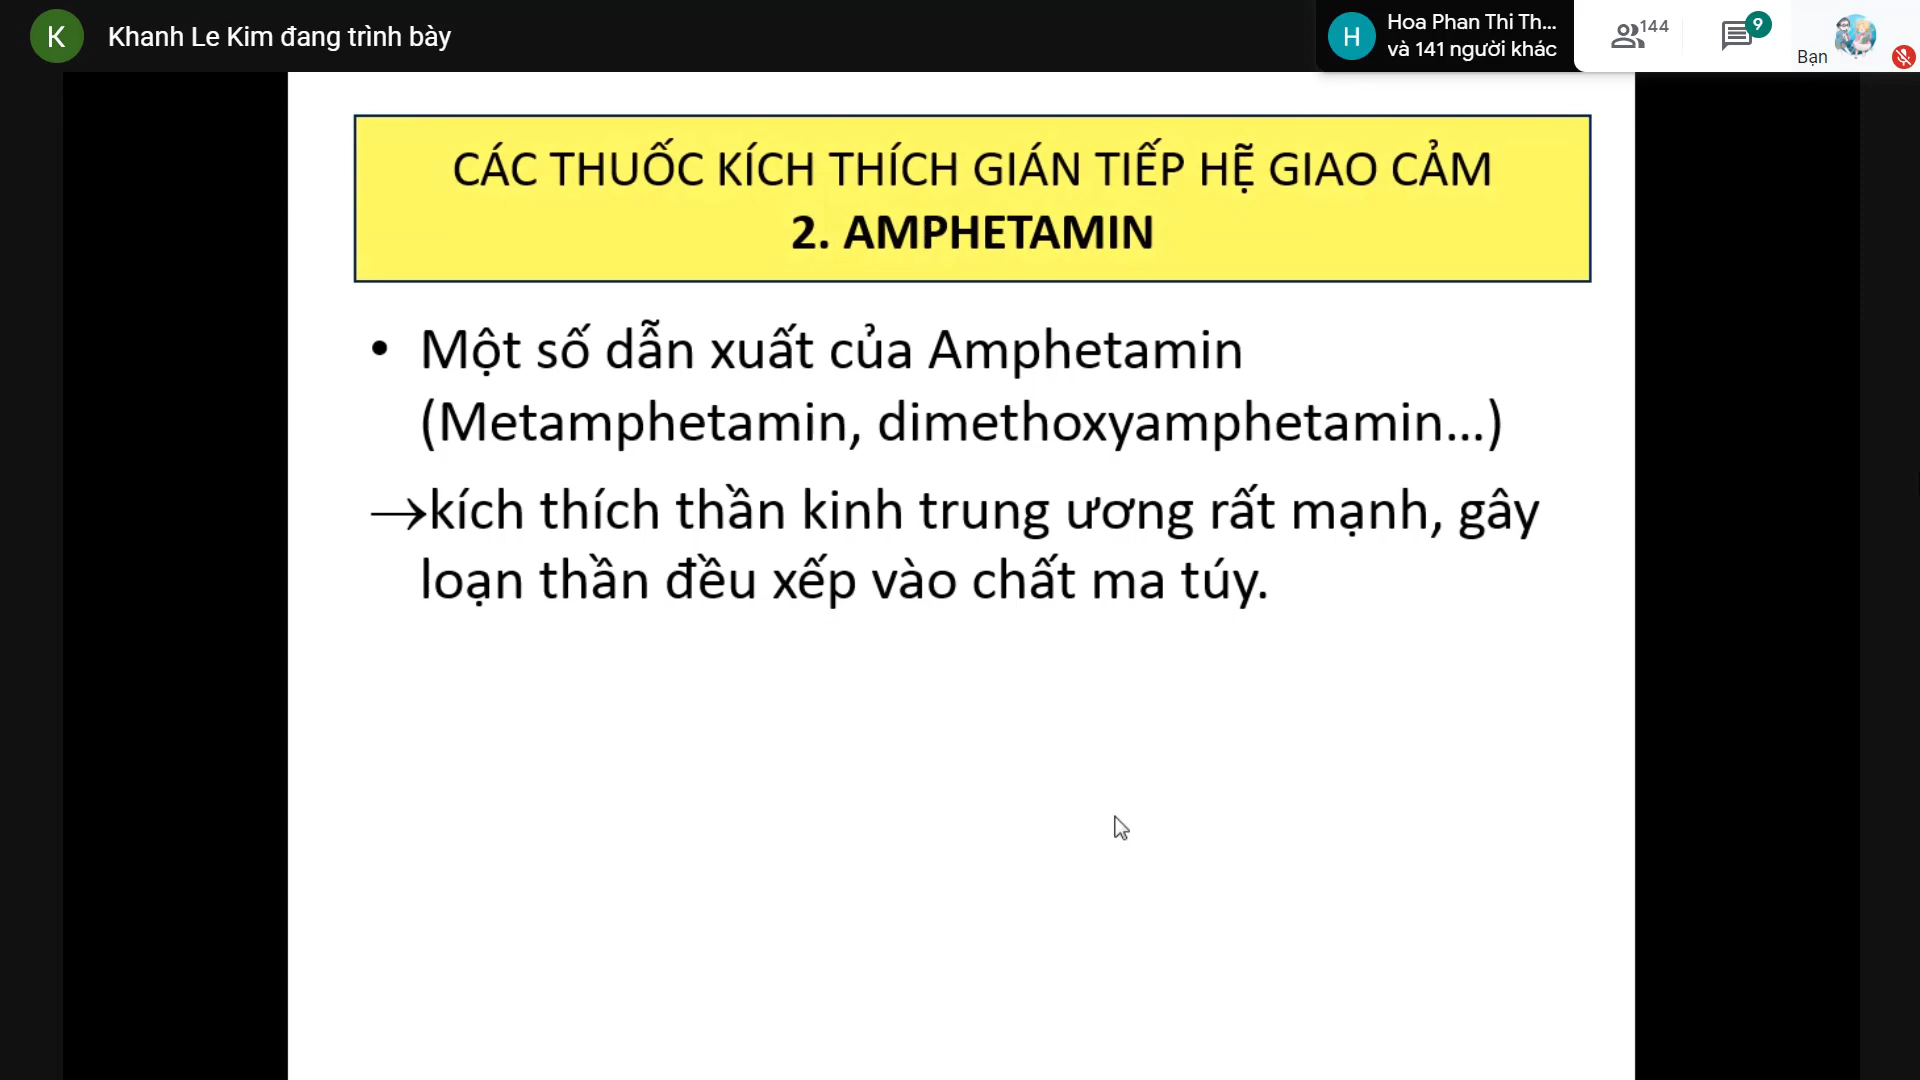 K
Khanh Le Kim đang trình bày
H
Hoa Phan Thi Th...
và 141 người khác
144
9
Bạn
CÁC THUỐC KÍCH THÍCH GIÁN TIẾP HỆ̃ GIAO CẢM
2. AMPHETAMIN
• Một số dẫn xuất của Amphetamin
(Metamphetamin, dimethoxyamphetamin...)
→kích thích thần kinh trung ương rất mạnh, gây
loạn thần đều xếp vào chất ma túy.